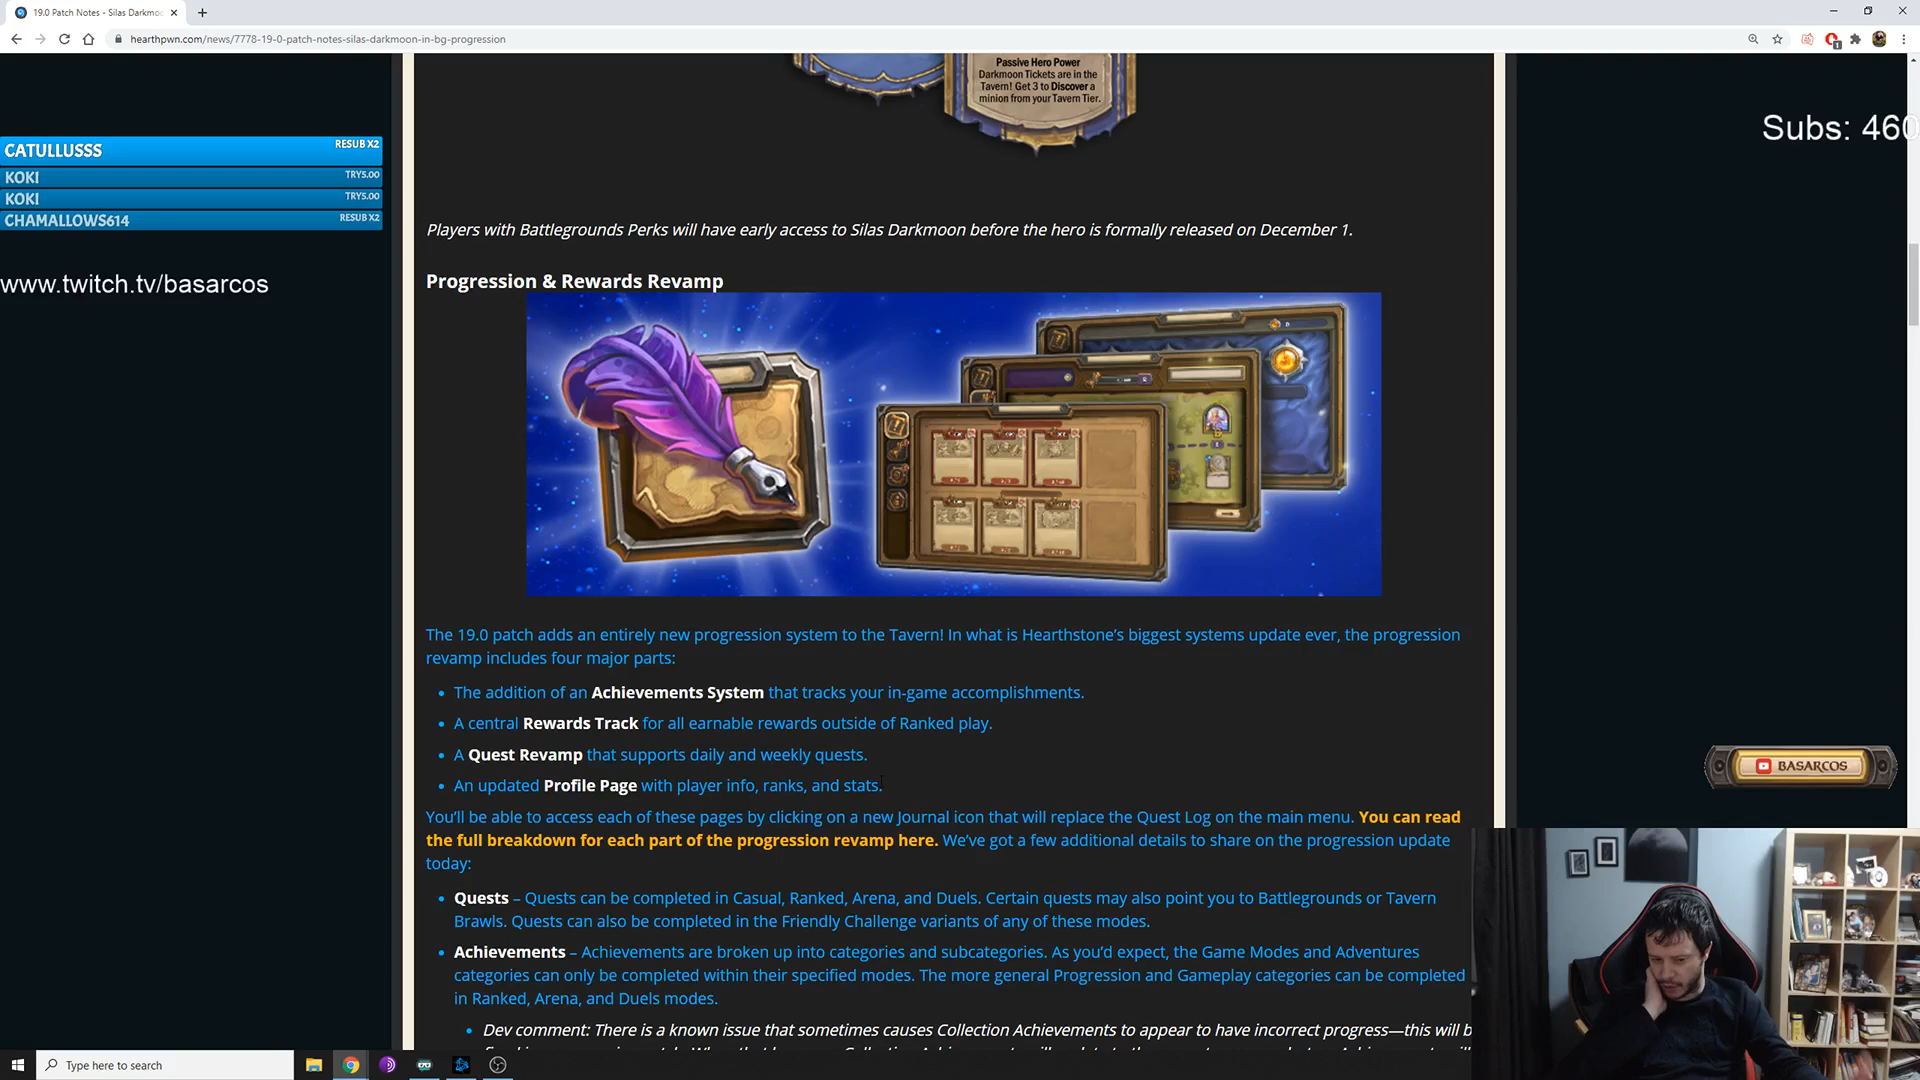 19.0 Patch Notes - Silas Darkmoo
hearthpwn.com/news/7778-19-0-patch-notes-silas-darkmoon-in-bg-progression
Passive Hero Power
Darkmoon Tickets are in the
Tavern! Get 3 to Discover a
minion from your Tavern Tier.
Subs: 460
CATULLUSSS RESUB X2
KOKI TRY5.00
KOKI TRY5.00
CHAMALLOWS614 RESUB X2
www.twitch.tv/basarcos
Players with Battlegrounds Perks will have early access to Silas Darkmoon before the hero is formally released on December 1.
Progression & Rewards Revamp
The 19.0 patch adds an entirely new progression system to the Tavern! In what is Hearthstone's biggest systems update ever, the progression
revamp includes four major parts:
• The addition of an Achievements System that tracks your in-game accomplishments.
• A central Rewards Track for all earnable rewards outside of Ranked play.
• A Quest Revamp that supports daily and weekly quests.
• An updated Profile Page with player info, ranks, and stats.
BASARCOS
You'll be able to access each of these pages by clicking on a new Journal icon that will replace the Quest Log on the main menu. You can read
the full breakdown for each part of the progression revamp here. We've got a few additional details to share on the progression update
today:
• Quests – Quests can be completed in Casual, Ranked, Arena, and Duels. Certain quests may also point you to Battlegrounds or Tavern
Brawls. Quests can also be completed in the Friendly Challenge variants of any of these modes.
• Achievements – Achievements are broken up into categories and subcategories. As you'd expect, the Game Modes and Adventures
categories can only be completed within their specified modes. The more general Progression and Gameplay categories can be completed
in Ranked, Arena, and Duels modes.
• Dev comment: There is a known issue that sometimes causes Collection Achievements to appear to have incorrect progress—this will b
Type here to search